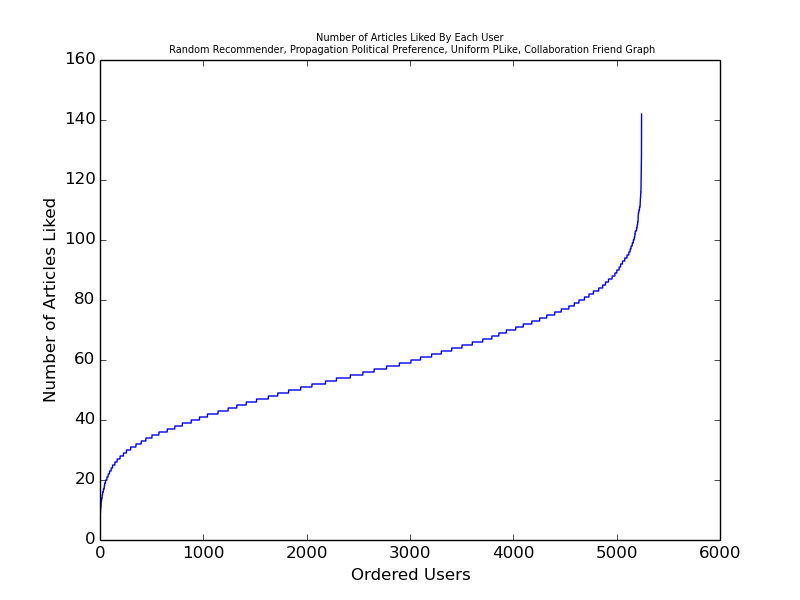 Number of Articles Liked By Each User
Random Recommender, Propagation Political Preference, Uniform PLike, Collaboration Friend Graph
160
140
120
100
80
60
40
20
0
Number of Articles Liked
0 1000 2000 3000 4000 5000 6000
Ordered Users